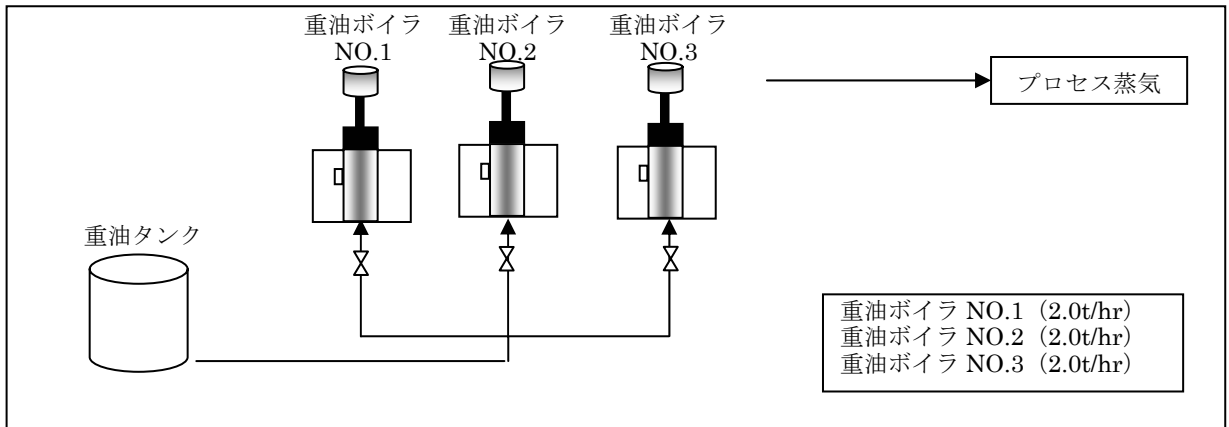 重油ボイラ
NO.1
重油ボイラ
NO.2
重油ボイラ
NO.3
プロセス蒸気
重油タンク
重油ボイラ NO.1（2.0t/hr）
重油ボイラ NO.2（2.0t/hr）
重油ボイラ NO.3（2.0t/hr）